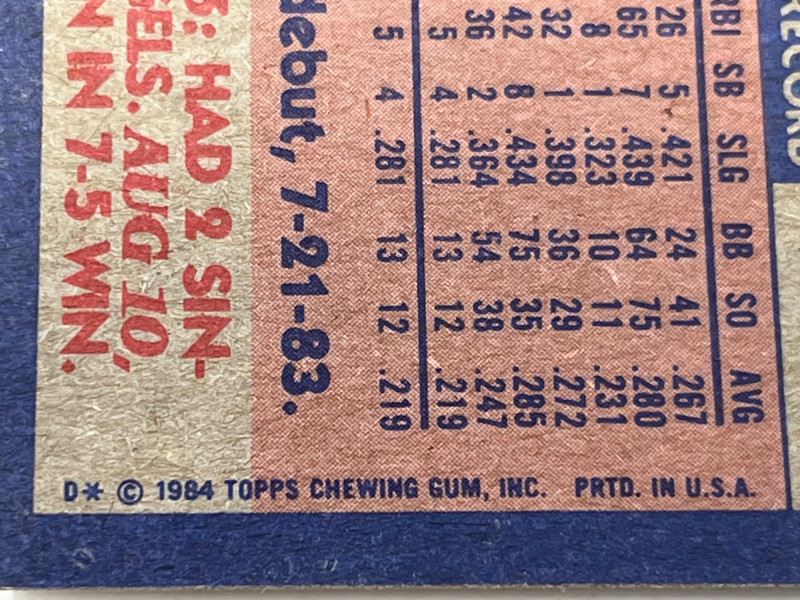 RECORD
RBI SB SLG BB SO AVG
26 5 .421 24 41 .267
65 7 .439 64 75 .280
8 1 .323 10 11 .231
32 1 .398 36 29 .272
42 8 .434 75 35 .285
36 2 .364 54 38 .247
5 4 .281 13 12 .219
5 4 .281 13 12 .219
debut, 7-21-83.
: HAD 2 SIN-
GELS. AUG 10,
N IN 7-5 WIN.
D* © 1984 TOPPS CHEWING GUM, INC. PRTD. IN U.S.A.